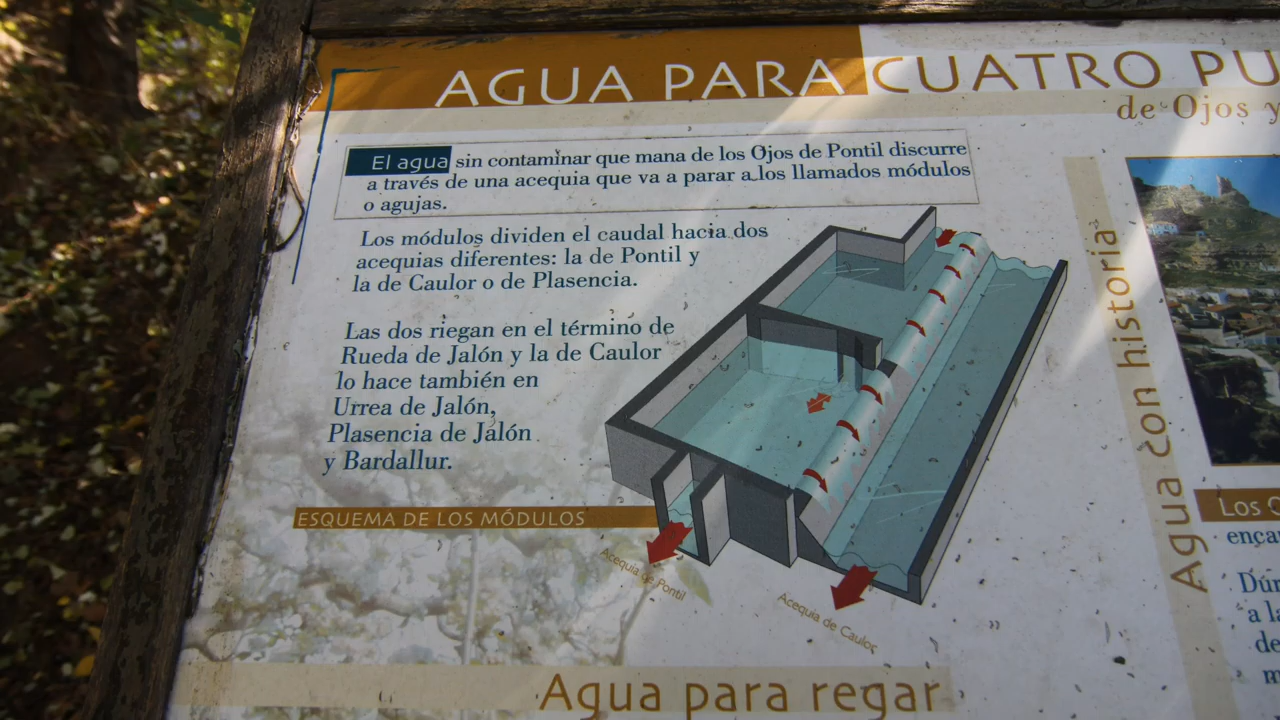 AGUA PARA CUATRO PU
de Ojos y
El agua sin contaminar que mana de los Ojos de Pontil discurre
a través de una acequia que va a parar a los llamados módulos
o agujas.
Los módulos dividen el caudal hacia dos
acequias diferentes: la de Pontil y
la de Caulor o de Plasencia.
Las dos riegan en el término de
Rueda de Jalón y la de Caulor
lo hace también en
Urrea de Jalón,
Plasencia de Jalón
y Bardallur.
ESQUEMA DE LOS MÓDULOS
Acequia de Pontil
Acequia de Caulor
Agua para regar
Agua con historia
Los O
enca
Dúr
a la
de
m